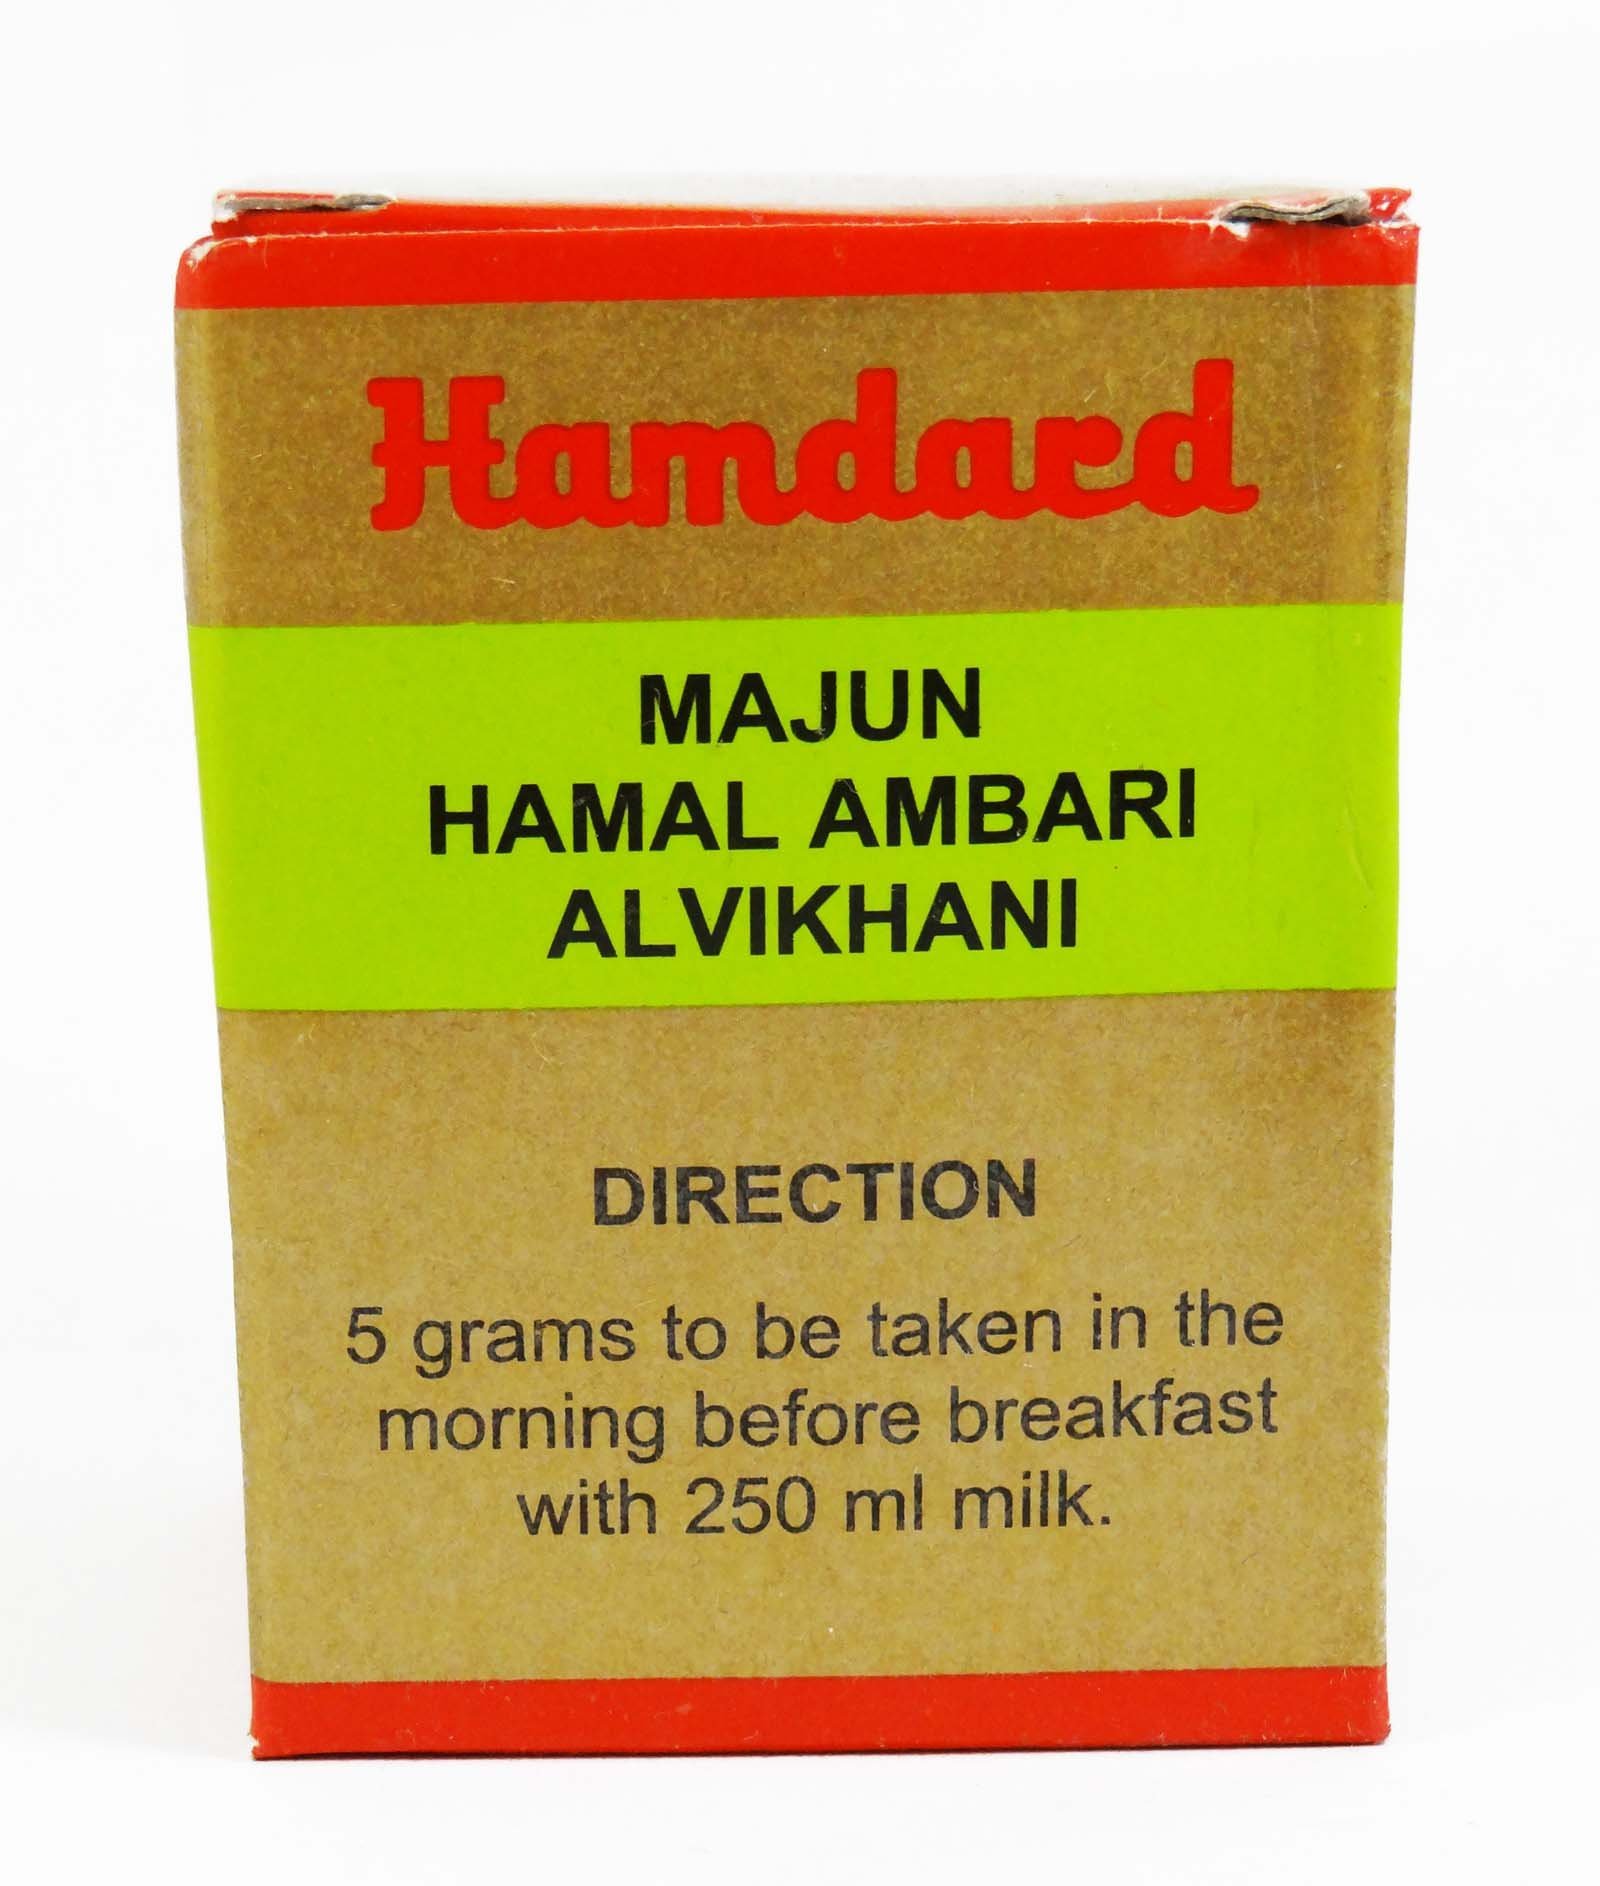 Hamdard
MAJUN
HAMAL AMBARI
ALVIKHANI
DIRECTION
5 grams to be taken in the
morning before breakfast
with 250 ml milk.